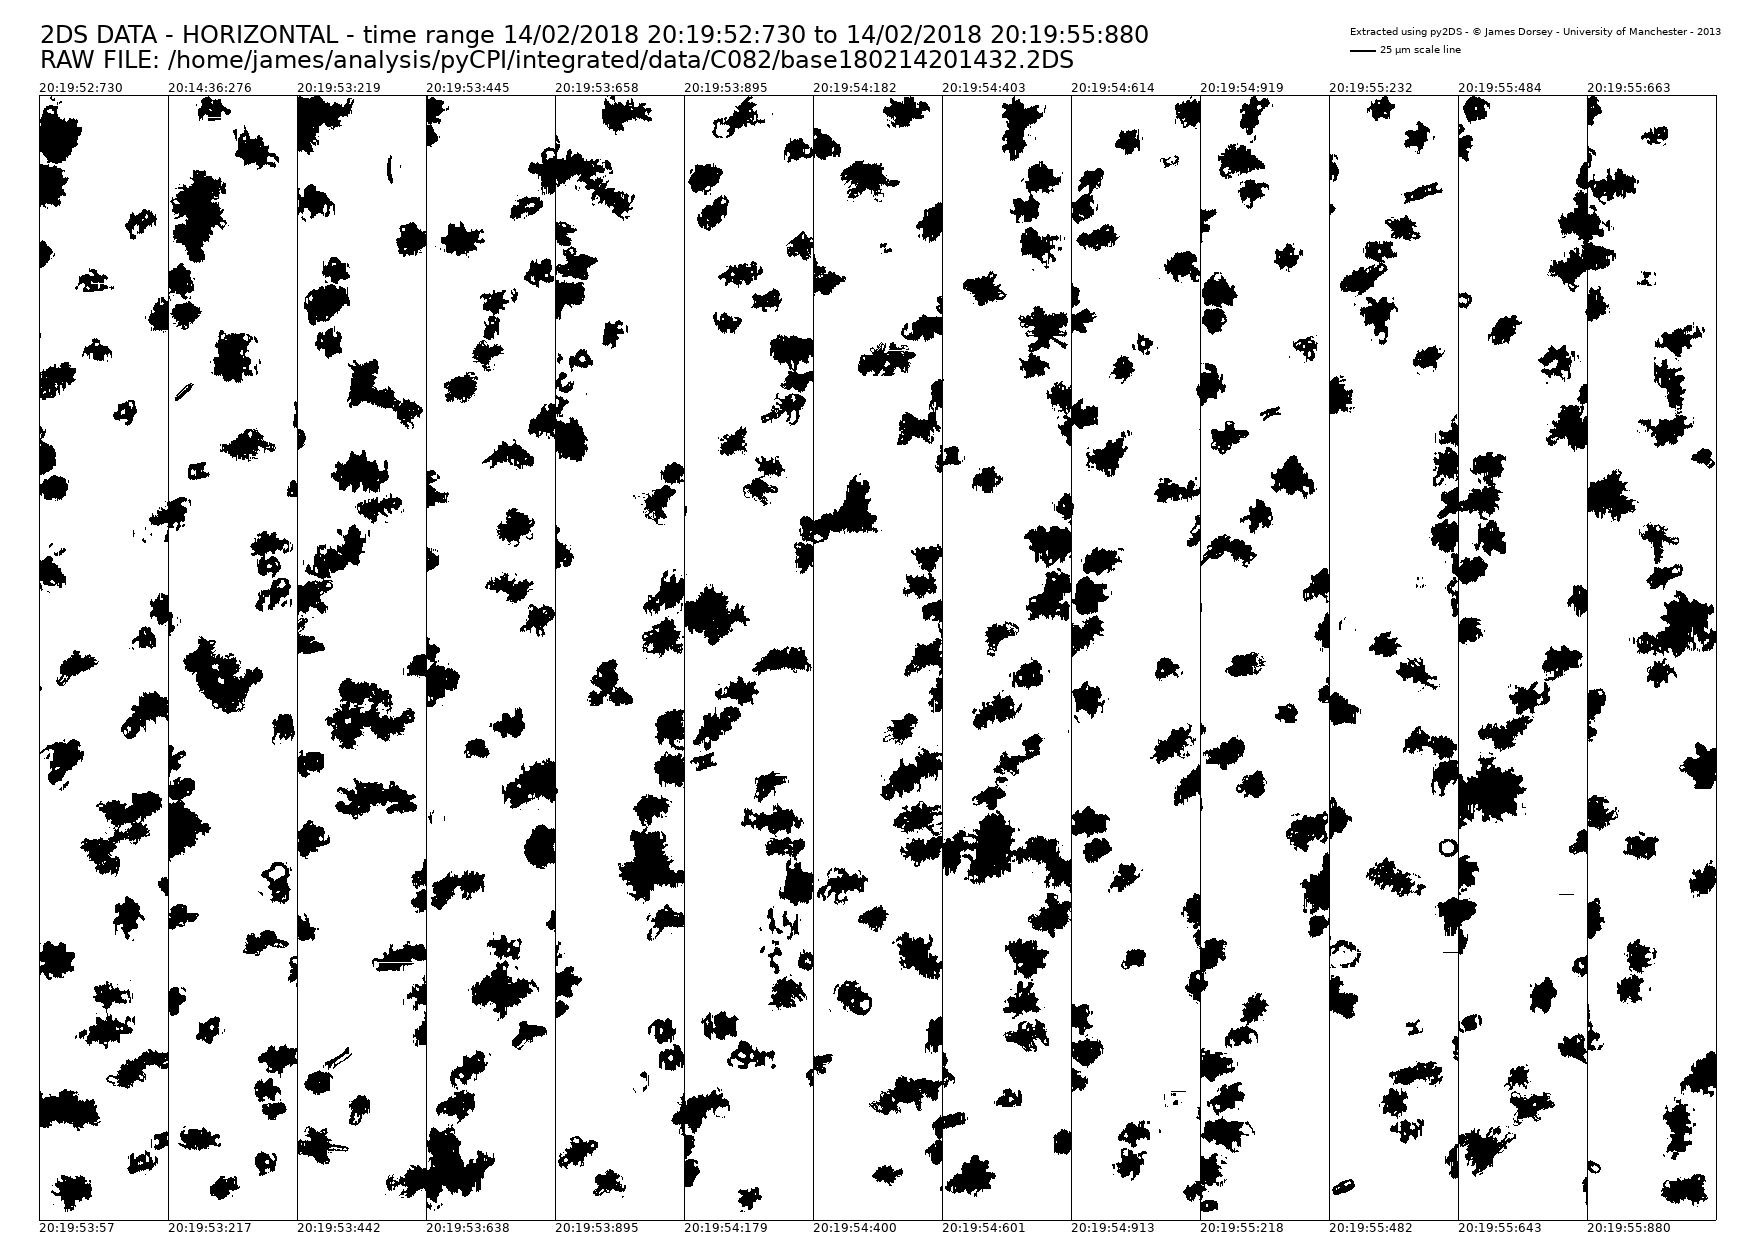 2DS DATA - HORIZONTAL - time range 14/02/2018 20:19:52:730 to 14/02/2018 20:19:55:880
RAW FILE: /home/james/analysis/pyCPI/integrated/data/C082/base180214201432.2DS
Extracted using py2DS - © James Dorsey - University of Manchester - 2013
25 µm scale line
20:19:52:730 20:14:36:276 20:19:53:219 20:19:53:445 20:19:53:658 20:19:53:895 20:19:54:182 20:19:54:403 20:19:54:614 20:19:54:919 20:19:55:232 20:19:55:484 20:19:55:663
20:19:53:57 20:19:53:217 20:19:53:442 20:19:53:638 20:19:53:895 20:19:54:179 20:19:54:400 20:19:54:601 20:19:54:913 20:19:55:218 20:19:55:482 20:19:55:643 20:19:55:880